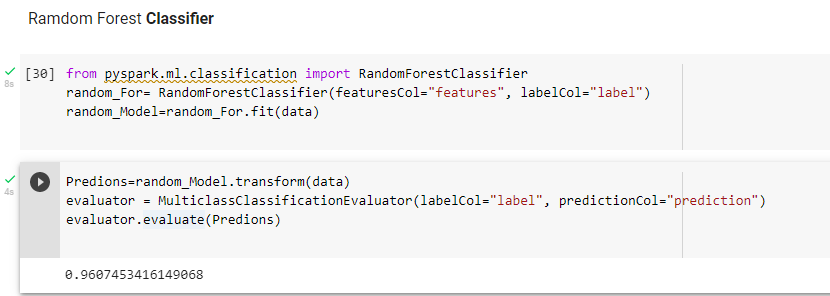 Ramdom Forest Classifier
8s
[30] from pyspark.ml.classification import RandomForestClassifier
random_For= RandomForestClassifier(featuresCol="features", labelCol="label")
random_Model=random_For.fit(data)
4s
Predions=random_Model.transform(data)
evaluator = MulticlassClassificationEvaluator(labelCol="label", predictionCol="prediction")
evaluator.evaluate(Predions)
0.9607453416149068